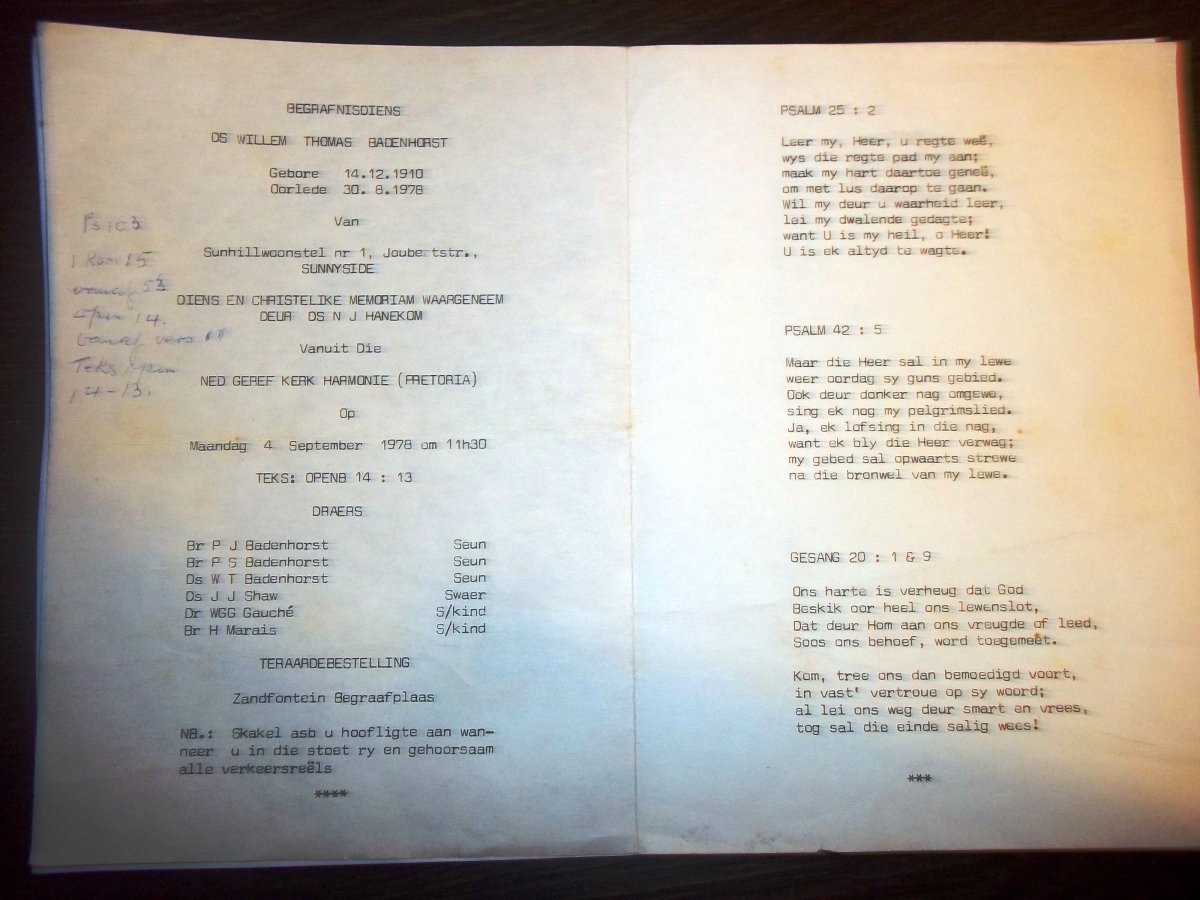 BEGRAFNISDIENS
DS WILLEM THOMAS BADENHORST
Gebore 14.12.1910
Oorlede 30. 8.1978
Van
Sunhillwoonstel nr 1, Joubertstr.,
SUNNYSIDE
DIENS EN CHRISTELIKE MEMORIAM WAARGENEEM
DEUR DS N J HANEKOM
Vanuit Die
NED GEREF KERK HARMONIE (PRETORIA)
Op
Maandag 4 September 1978 om 11h30
TEKS: OPENB 14 : 13
DRAERS
Br P J Badenhorst Seun
Br P S Badenhorst Seun
Ds W T Badenhorst Seun
Ds J J Shaw Swaer
Dr WGG Gauché S/kind
Br H Marais S/kind
TERAARDEBESTELLING
Zandfontein Begraafplaas
NB.: Skakel asb u hoofligte aan wan-
neer u in die stoet ry en gehoorsaam
alle verkeersreëls
****
Ps 103
1 Kor 15
vanaf 53
Open 14.
vanaf vers
Teks open
14-13.
PSALM 25 : 2
Leer my, Heer, u regte weë,
wys die regte pad my aan;
maak my hart daartoe geneë,
om met lus daarop te gaan.
Wil my deur u waarheid leer,
lei my dwalende gedagte;
want U is my heil, o Heer!
U is ek altyd te wagte.
PSALM 42 : 5
Maar die Heer sal in my lewe
weer oordag sy guns gebied.
Ook deur donker nag omgewe,
sing ek nog my pelgrimslied.
Ja, ek lofsing in die nag,
want ek bly die Heer verwag;
my gebed sal opwaarts strewe
na die bronwel van my lewe.
GESANG 20 : 1 & 9
Ons harte is verheug dat God
Beskik oor heel ons lewenslot,
Dat deur Hom aan ons vreugde of leed,
Soos ons behoef, word toegemeet.
Kom, tree ons dan bemoedigd voort,
in vast' vertroue op sy woord;
al lei ons weg deur smart en vrees,
tog sal die einde salig wees!
***